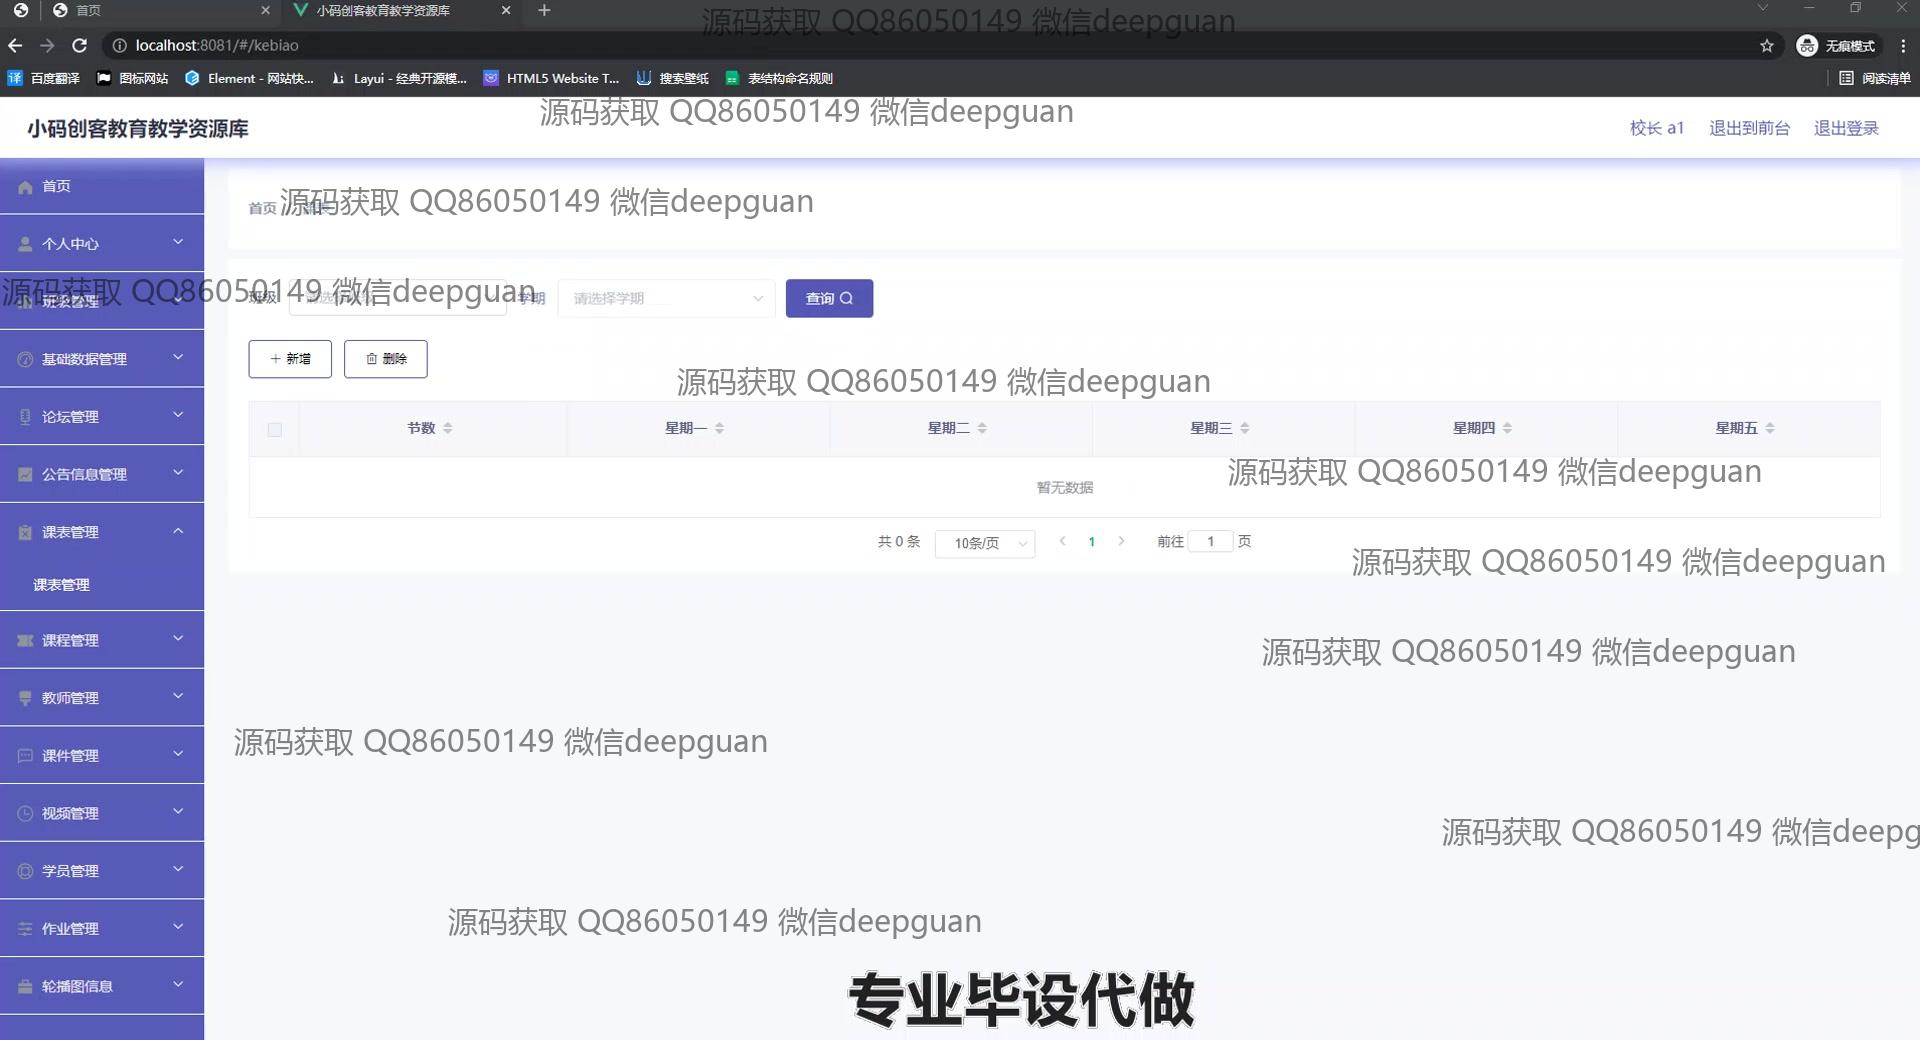 首页
小码创客教育教学资源库
源码获取 QQ86050149 微信deepguan
localhost:8081/#/kebiao
无痕模式
百度翻译
图标网站
Element - 网站快...
Layui - 经典开源模...
HTML5 Website T...
搜索壁纸
表结构命名规则
阅读清单
源码获取 QQ86050149 微信deepguan
小码创客教育教学资源库
校长 a1
退出到前台
退出登录
首页
首页
源码获取 QQ86050149 微信deepguan
个人中心
源码获取 QQ86050149 微信deepguan
班级管理
班级
学期
请选择学期
查询
基础数据管理
新增
删除
源码获取 QQ86050149 微信deepguan
论坛管理
节数
星期一
星期二
星期三
星期四
星期五
公告信息管理
暂无数据
源码获取 QQ86050149 微信deepguan
课表管理
共 0 条
10条/页
1
前往
1
页
源码获取 QQ86050149 微信deepguan
课表管理
课程管理
源码获取 QQ86050149 微信deepguan
教师管理
课件管理
源码获取 QQ86050149 微信deepguan
视频管理
源码获取 QQ86050149 微信deepg
学员管理
作业管理
源码获取 QQ86050149 微信deepguan
轮播图信息
专业毕设代做